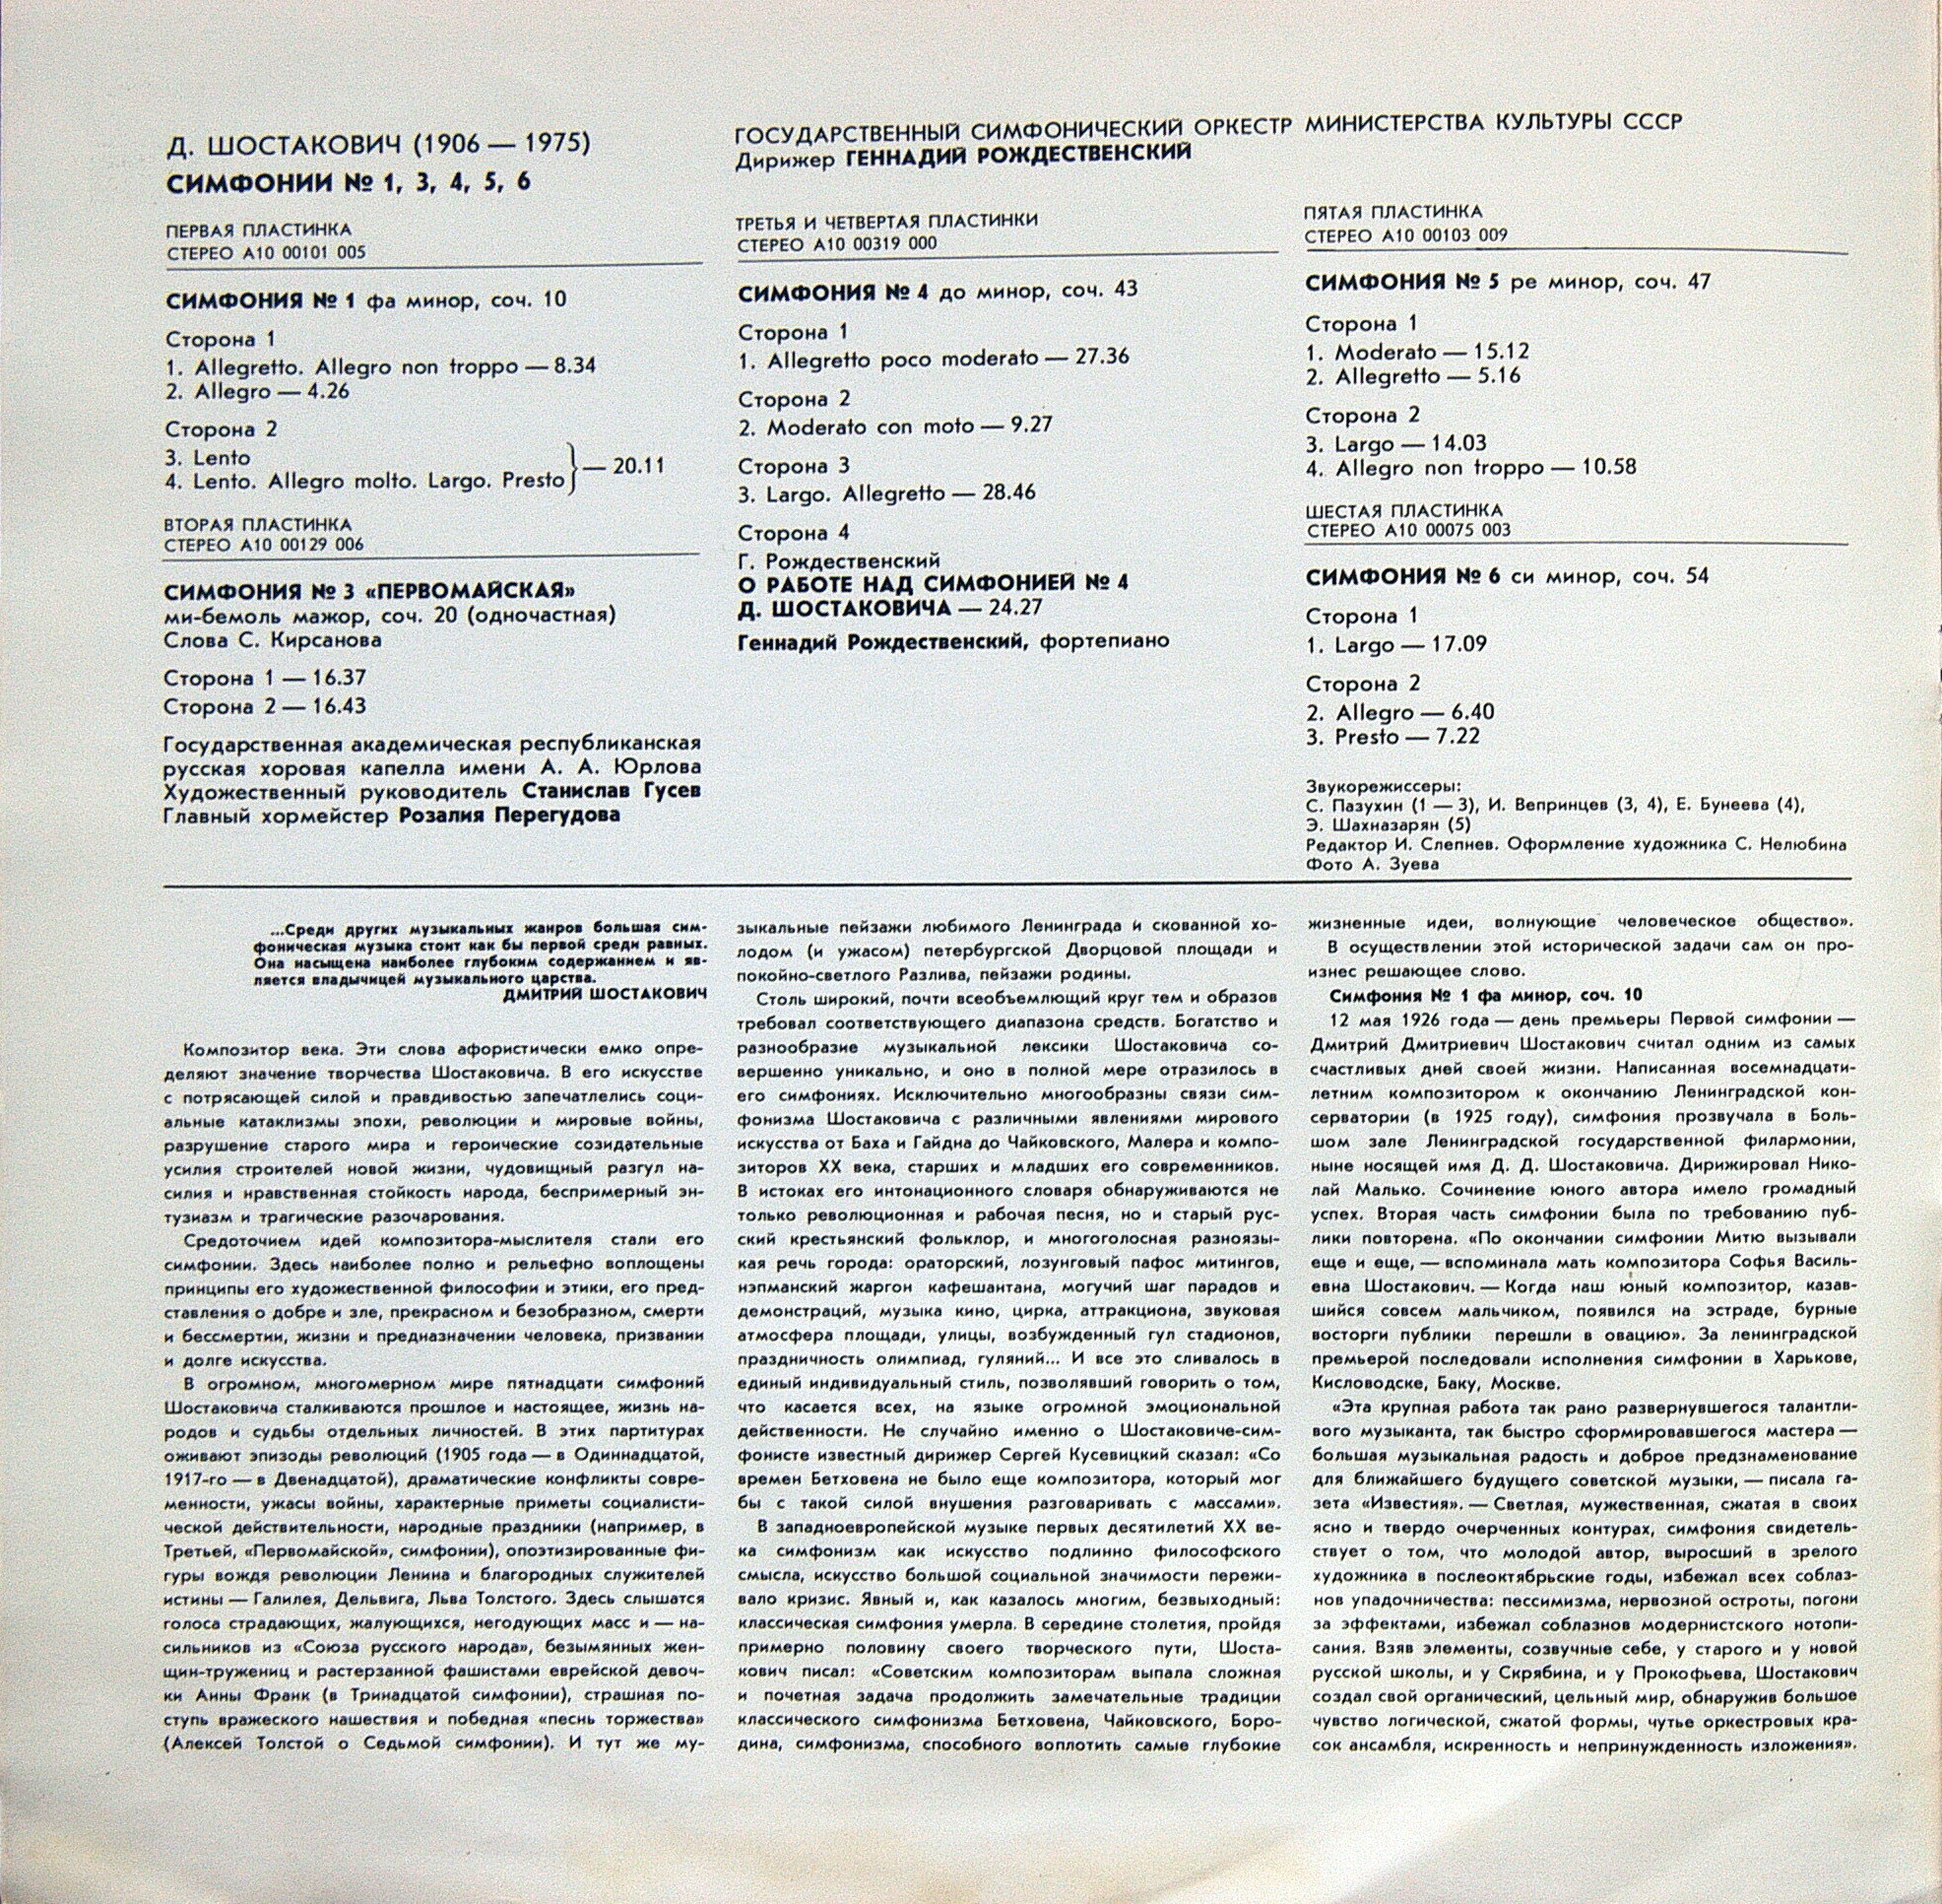 Д. ШОСТАКОВИЧ (1906 — 1975)
СИМФОНИИ № 1, 3, 4, 5, 6
ГОСУДАРСТВЕННЫЙ СИМФОНИЧЕСКИЙ ОРКЕСТР МИНИСТЕРСТВА КУЛЬТУРЫ СССР
Дирижер ГЕННАДИЙ РОЖДЕСТВЕНСКИЙ
ПЕРВАЯ ПЛАСТИНКА
СТЕРЕО А10 00101 005
СИМФОНИЯ № 1 фа минор, соч. 10
Сторона 1
1. Allegretto. Allegro non troppo — 8.34
2. Allegro — 4.26
Сторона 2
3. Lento
4. Lento. Allegro molto. Largo. Presto} — 20.11
ВТОРАЯ ПЛАСТИНКА
СТЕРЕО А10 00129 006
СИМФОНИЯ № 3 «ПЕРВОМАЙСКАЯ»
ми-бемоль мажор, соч. 20 (одночастная)
Слова С. Кирсанова
Сторона 1 — 16.37
Сторона 2 — 16.43
Государственная академическая республиканская
русская хоровая капелла имени А. А. Юрлова
Художественный руководитель Станислав Гусев
Главный хормейстер Розалия Перегудова
ТРЕТЬЯ И ЧЕТВЕРТАЯ ПЛАСТИНКИ
СТЕРЕО А10 00319 000
СИМФОНИЯ № 4 до минор, соч. 43
Сторона 1
1. Allegretto poco moderato — 27.36
Сторона 2
2. Moderato con moto — 9.27
Сторона 3
3. Largo. Allegretto — 28.46
Сторона 4
Г. Рождественский
О РАБОТЕ НАД СИМФОНИЕЙ № 4
Д. ШОСТАКОВИЧА — 24.27
Геннадий Рождественский, фортепиано
ПЯТАЯ ПЛАСТИНКА
СТЕРЕО А10 00103 009
СИМФОНИЯ № 5 ре минор, соч. 47
Сторона 1
1. Moderato — 15.12
2. Allegretto — 5.16
Сторона 2
3. Largo — 14.03
4. Allegro non troppo — 10.58
ШЕСТАЯ ПЛАСТИНКА
СТЕРЕО А10 00075 003
СИМФОНИЯ № 6 си минор, соч. 54
Сторона 1
1. Largo — 17.09
Сторона 2
2. Allegro — 6.40
3. Presto — 7.22
Звукорежиссеры:
С. Пазухин (1 — 3), И. Вепринцев (3, 4), Е. Бунеева (4),
Э. Шахназарян (5)
Редактор И. Слепнев. Оформление художника С. Нелюбина
Фото А. Зуева
...Среди других музыкальных жанров большая сим-
фоническая музыка стоит как бы первой среди равных.
Она насыщена наиболее глубоким содержанием и яв-
ляется владычицей музыкального царства.
ДМИТРИЙ ШОСТАКОВИЧ
Композитор века. Эти слова афористически емко опре-
деляют значение творчества Шостаковича. В его искусстве
с потрясающей силой и правдивостью запечатлелись соци-
альные катаклизмы эпохи, революции и мировые войны,
разрушение старого мира и героические созидательные
усилия строителей новой жизни, чудовищный разгул на-
силия и нравственная стойкость народа, беспримерный эн-
тузиазм и трагические разочарования.
Средоточием идей композитора-мыслителя стали его
симфонии. Здесь наиболее полно и рельефно воплощены
принципы его художественной философии и этики, его пред-
ставления о добре и зле, прекрасном и безобразном, смерти
и бессмертии, жизни и предназначении человека, призвании
и долге искусства.
В огромном, многомерном мире пятнадцати симфоний
Шостаковича сталкиваются прошлое и настоящее, жизнь на-
родов и судьбы отдельных личностей. В этих партитурах
оживают эпизоды революций (1905 года — в Одиннадцатой,
1917-го — в Двенадцатой), драматические конфликты совре-
менности, ужасы войны, характерные приметы социалисти-
ческой действительности, народные праздники (например, в
Третьей, «Первомайской», симфонии), опоэтизированные фи-
гуры вождя революции Ленина и благородных служителей
истины — Галилея, Дельвига, Льва Толстого. Здесь слышатся
голоса страдающих, жалующихся, негодующих масс и — на-
сильников из «Союза русского народа», безымянных жен-
щин-тружениц и растерзанной фашистами еврейской девоч-
ки Анны Франк (в Тринадцатой симфонии), страшная по-
ступь вражеского нашествия и победная «песнь торжества»
(Алексей Толстой о Седьмой симфонии). И тут же му-
зыкальные пейзажи любимого Ленинграда и скованной хо-
лодом (и ужасом) петербургской Дворцовой площади и
покойно-светлого Разлива, пейзажи родины.
Столь широкий, почти всеобъемлющий круг тем и образов
требовал соответствующего диапазона средств. Богатство и
разнообразие музыкальной лексики Шостаковича со-
вершенно уникально, и оно в полной мере отразилось в
его симфониях. Исключительно многообразны связи сим-
фонизма Шостаковича с различными явлениями мирового
искусства от Баха и Гайдна до Чайковского, Малера и компо-
зиторов XX века, старших и младших его современников.
В истоках его интонационного словаря обнаруживаются не
только революционная и рабочая песня, но и старый рус-
ский крестьянский фольклор, и многоголосная разноязы-
кая речь города: ораторский, лозунговый пафос митингов,
нэпманский жаргон кафешантана, могучий шаг парадов и
демонстраций, музыка кино, цирка, аттракциона, звуковая
атмосфера площади, улицы, возбужденный гул стадионов,
праздничность олимпиад, гуляний... И все это сливалось в
единый индивидуальный стиль, позволявший говорить о том,
что касается всех, на языке огромной эмоциональной
действенности. Не случайно именно о Шостаковиче-сим-
фонисте известный дирижер Сергей Кусевицкий сказал: «Со
времен Бетховена не было еще композитора, который мог
бы с такой силой внушения разговаривать с массами».
В западноевропейской музыке первых десятилетий XX ве-
ка симфонизм как искусство подлинно философского
смысла, искусство большой социальной значимости пережи-
вало кризис. Явный и, как казалось многим, безвыходный:
классическая симфония умерла. В середине столетия, пройдя
примерно половину своего творческого пути, Шоста-
кович писал: «Советским композиторам выпала сложная
и почетная задача продолжить замечательные традиции
классического симфонизма Бетховена, Чайковского, Боро-
дина, симфонизма, способного воплотить самые глубокие
жизненные идеи, волнующие человеческое общество».
В осуществлении этой исторической задачи сам он про-
изнес решающее слово.
Симфония № 1 фа минор, соч. 10
12 мая 1926 года — день премьеры Первой симфонии —
Дмитрий Дмитриевич Шостакович считал одним из самых
счастливых дней своей жизни. Написанная восемнадцати-
летним композитором к окончанию Ленинградской кон-
серватории (в 1925 году), симфония прозвучала в Боль-
шом зале Ленинградской государственной филармонии,
ныне носящей имя Д. Д. Шостаковича. Дирижировал Нико-
лай Малько. Сочинение юного автора имело громадный
успех. Вторая часть симфонии была по требованию пуб-
лики повторена. «По окончании симфонии Митю вызывали
еще и еще, — вспоминала мать композитора Софья Василь-
евна Шостакович. — Когда наш юный композитор, казав-
шийся совсем мальчиком, появился на эстраде, бурные
восторги публики перешли в овацию». За ленинградской
премьерой последовали исполнения симфонии в Харькове,
Кисловодске, Баку, Москве.
«Эта крупная работа так рано развернувшегося талантли-
вого музыканта, так быстро сформировавшегося мастера —
большая музыкальная радость и доброе предзнаменование
для ближайшего будущего советской музыки, — писала га-
зета «Известия». — Светлая, мужественная, сжатая в своих
ясно и твердо очерченных контурах, симфония свидетель-
ствует о том, что молодой автор, выросший в зрелого
художника в послеоктябрьские годы, избежал всех соблаз-
нов упадочничества: пессимизма, нервозной остроты, погони
за эффектами, избежал соблазнов модернистского нотопи-
сания. Взяв элементы, созвучные себе, у старого и у новой
русской школы, и у Скрябина, и у Прокофьева, Шостакович
создал свой органический, цельный мир, обнаружив большое
чувство логической, сжатой формы, чутье оркестровых кра-
сок ансамбля, искренность и непринужденность изложения».